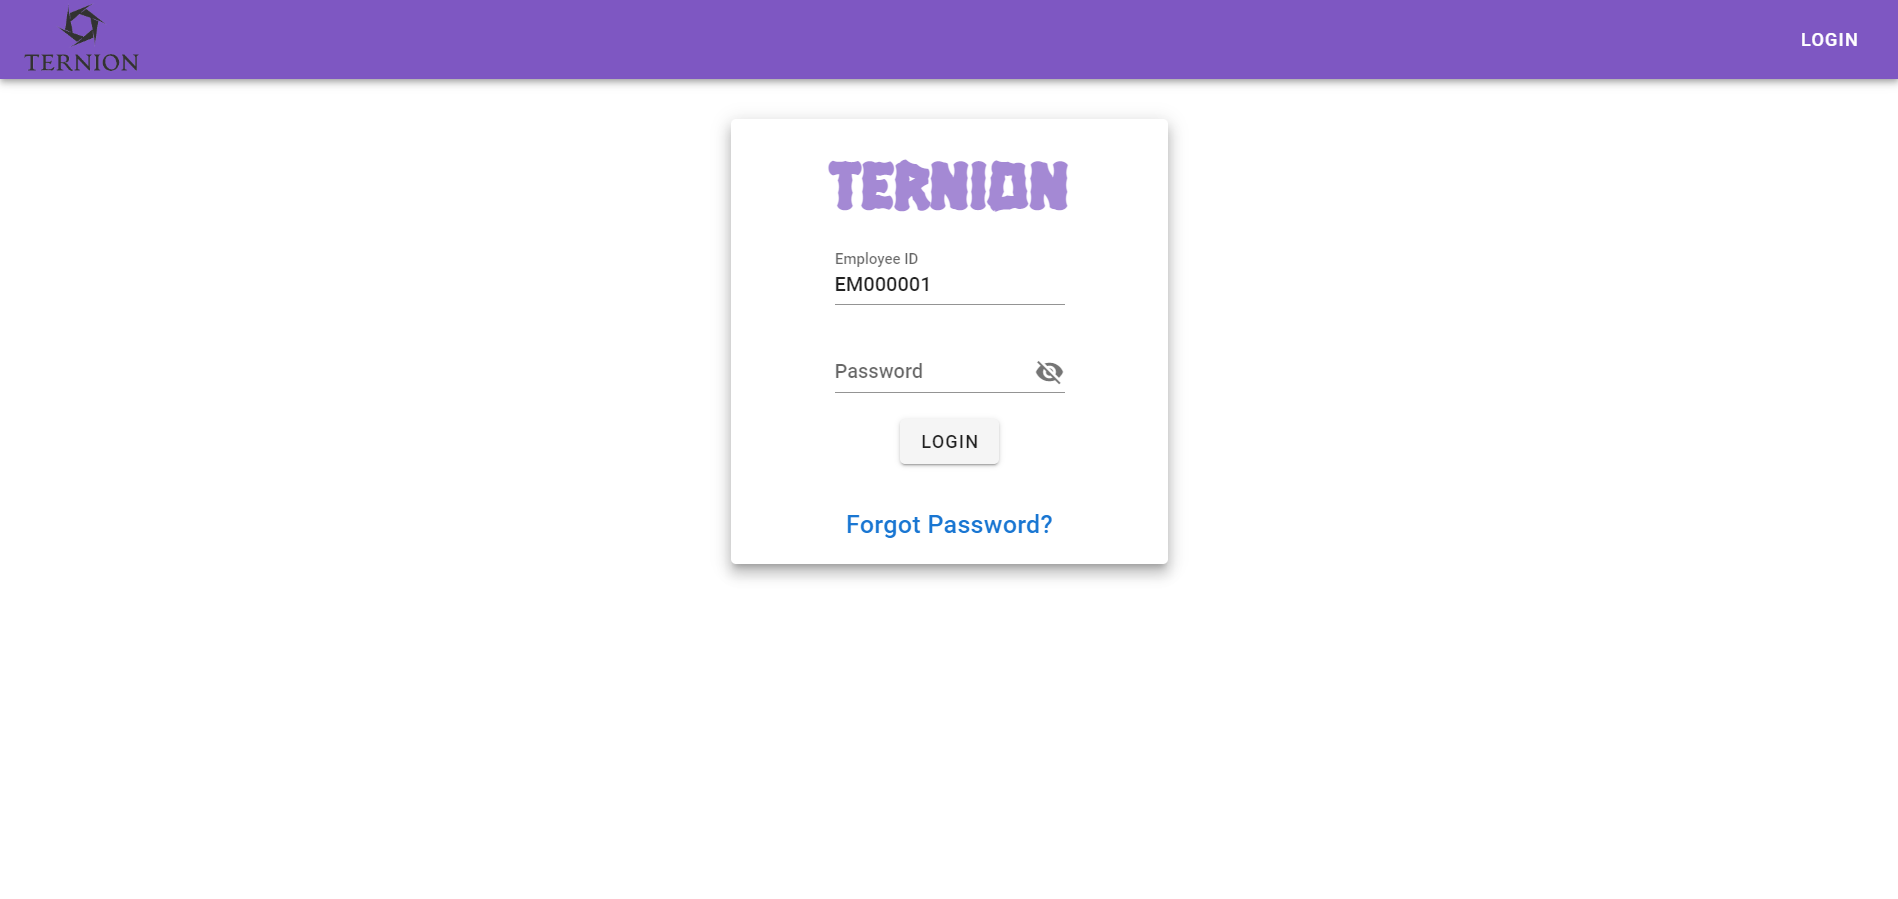 TERNION
LOGIN
TERNION
Employee ID
EM000001
Password
LOGIN
Forgot Password?